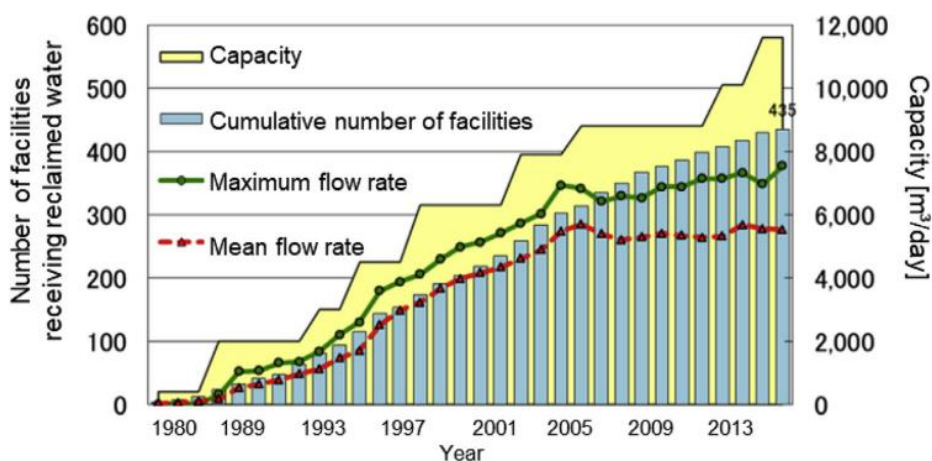 Number of facilities
receiving reclaimed water
600
500
400
300
200
100
0
Capacity
Cumulative number of facilities
Maximum flow rate
Mean flow rate
435
12,000
10,000
8,000
6,000
4,000
2,000
0
Capacity [m³/day]
1980 1989 1993 1997 2001 2005 2009 2013
Year